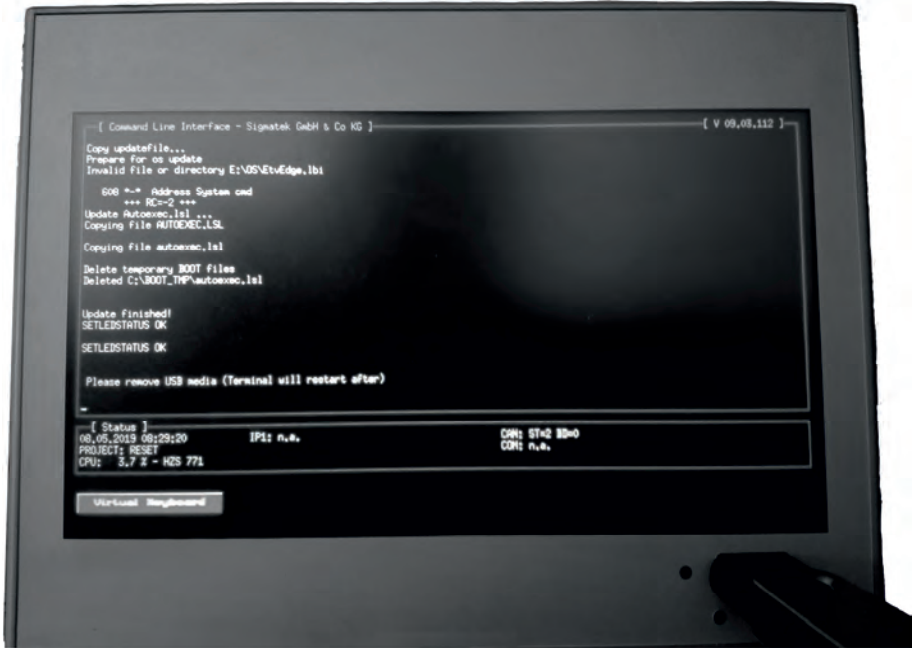 [ Command Line Interface - Sigmatek GmbH & Co KG ] [ V 09.03.112 ]
Copy updatefile...
Prepare for os update
Invalid file or directory E:\OS\EtvEdge.lbi
608 *-* Address System cmd
+++ RC=-2 +++
Update Autoexec.lsl ...
Copying file AUTOEXEC.LSL
Copying file autoexec.lsl
Delete temporary BOOT files
Deleted C:\BOOT_TMP\autoexec.lsl
Update finished!
SETLEDSTATUS OK
SETLEDSTATUS OK
Please remove USB media (Terminal will restart after)
[ Status ]
08.05.2019 08:29:20 IP1: n.a. CAN: ST=2 BD=0
PROJECT: RESET COM: n.a.
CPU: 3.7 % - HZS 771
Virtual Keyboard